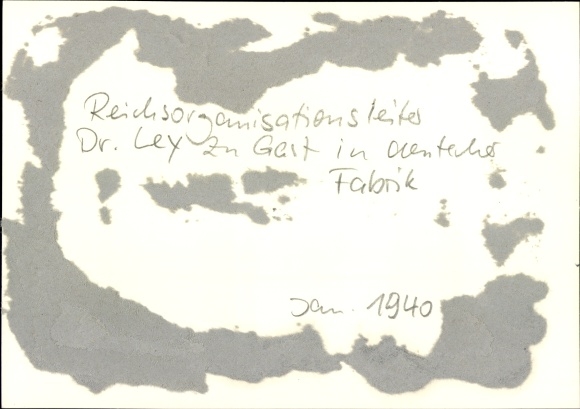 Reichsorganisationsleiter
Dr. Ley zu Gast in deutscher
Fabrik
Jan. 1940